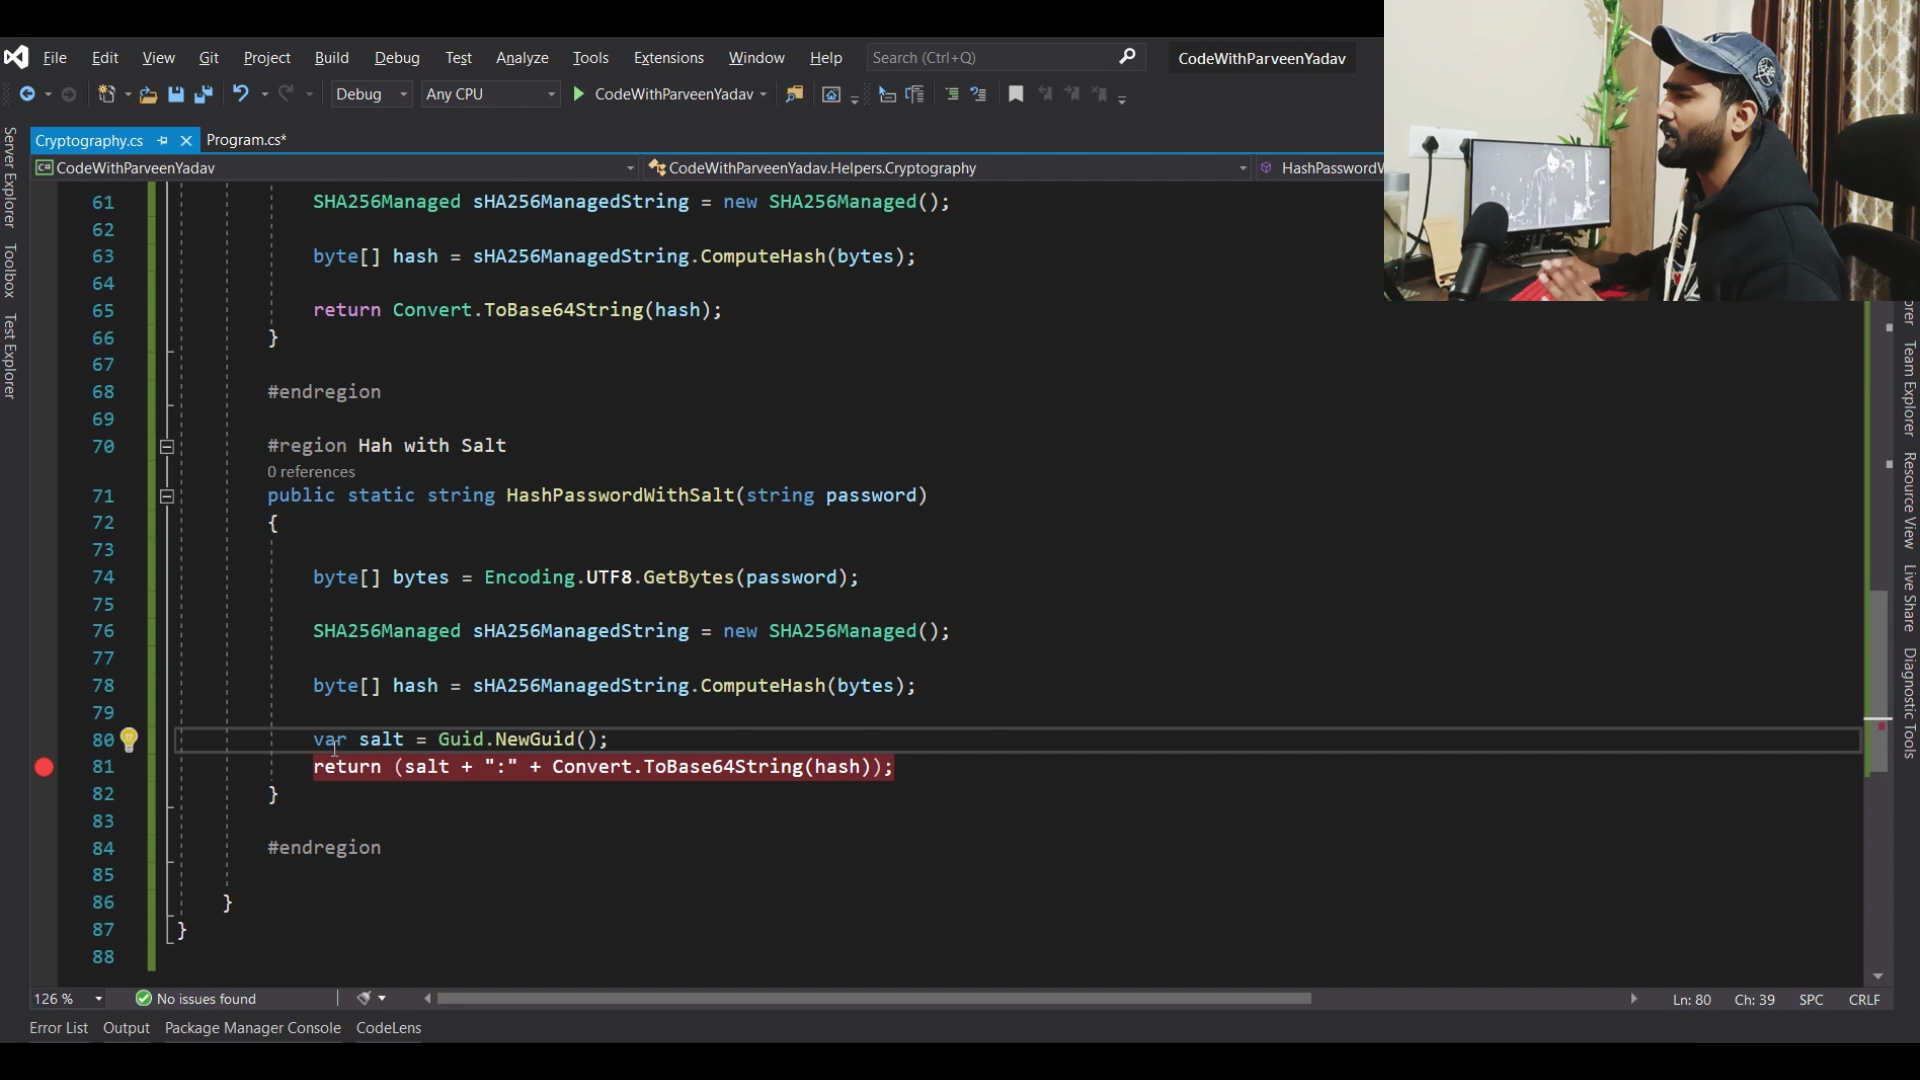 File Edit View Git Project Build Debug Test Analyze Tools Extensions Window Help Search (Ctrl+Q) CodeWithParveenYadav
Debug Any CPU CodeWithParveenYadav
Cryptography.cs Program.cs*
CodeWithParveenYadav CodeWithParveenYadav.Helpers.Cryptography HashPasswordW
Server Explorer
Toolbox
Test Explorer
61 SHA256Managed sHA256ManagedString = new SHA256Managed();
62
63 byte[] hash = sHA256ManagedString.ComputeHash(bytes);
64
65 return Convert.ToBase64String(hash);
66 }
67
68 #endregion
69
70 #region Hah with Salt
0 references
71 public static string HashPasswordWithSalt(string password)
72 {
73
74 byte[] bytes = Encoding.UTF8.GetBytes(password);
75
76 SHA256Managed sHA256ManagedString = new SHA256Managed();
77
78 byte[] hash = sHA256ManagedString.ComputeHash(bytes);
79
80 var salt = Guid.NewGuid();
81 return (salt + ":" + Convert.ToBase64String(hash));
82 }
83
84 #endregion
85
86 }
87 }
88
orer
Team Explorer
Resource View
Live Share
Diagnostic Tools
126 % No issues found Ln: 80 Ch: 39 SPC CRLF
Error List Output Package Manager Console CodeLens